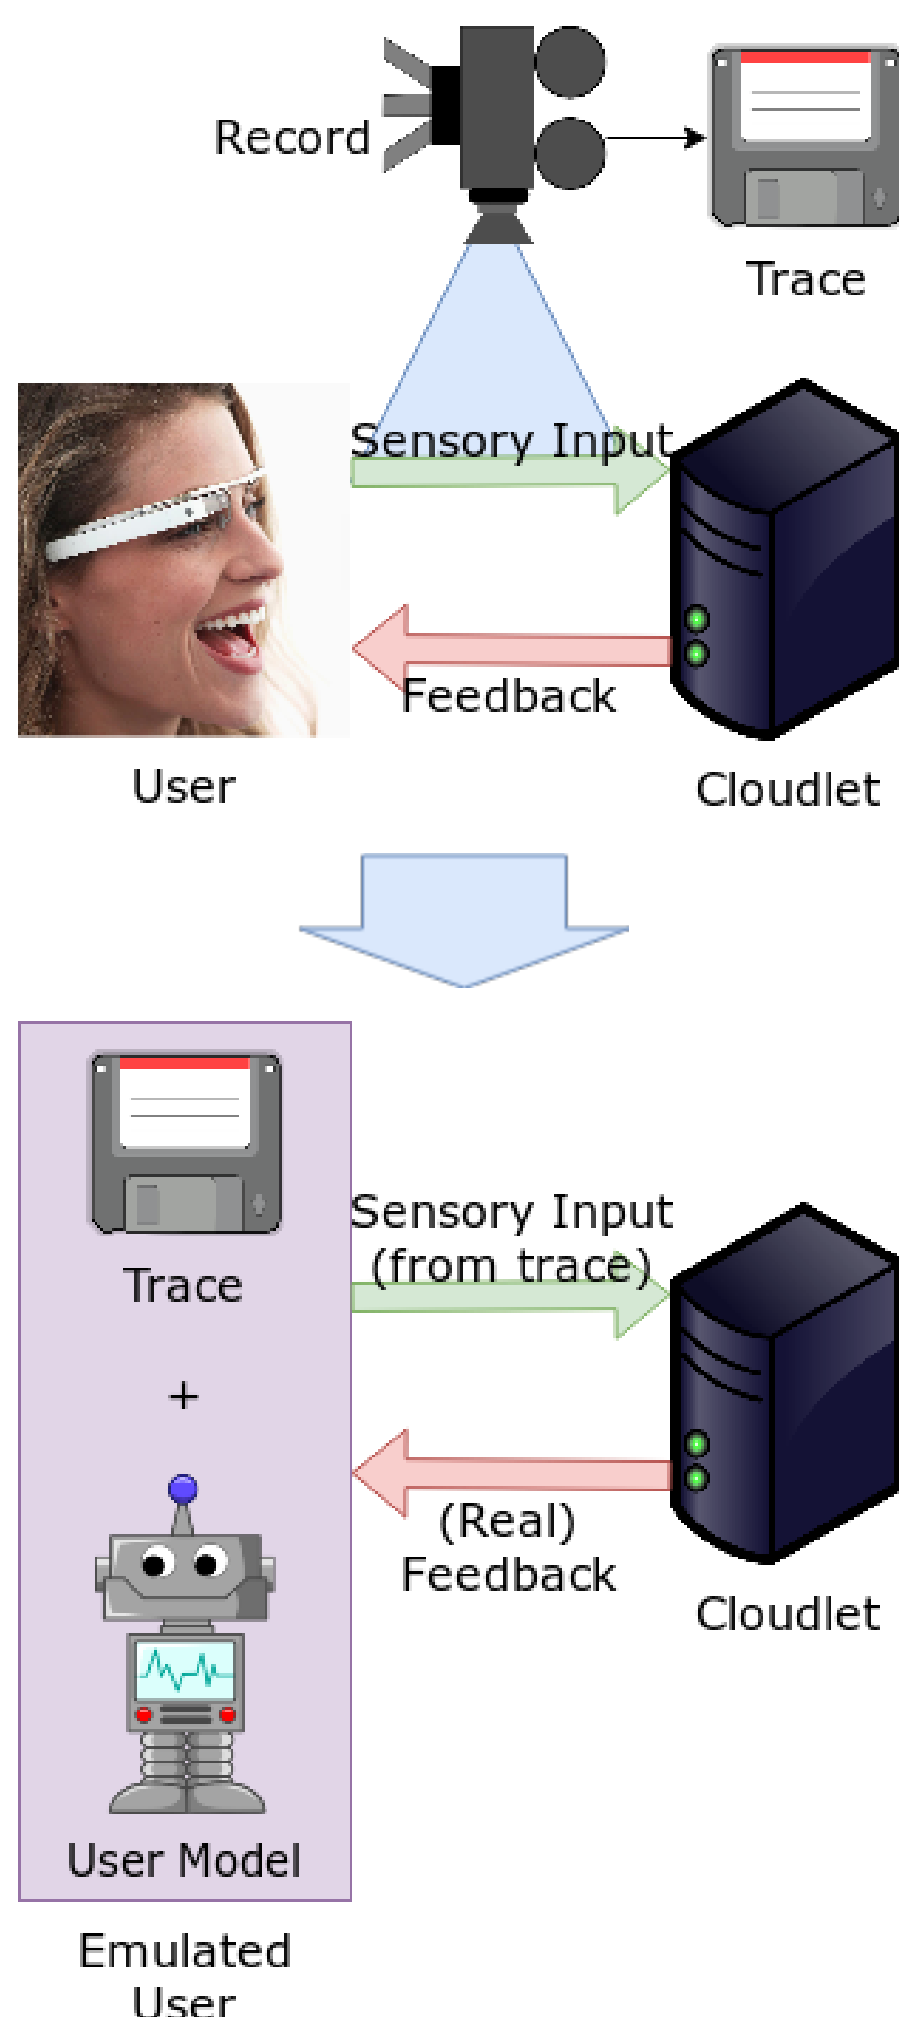 Record
Trace
Sensory Input
Feedback
User
Cloudlet
Trace
Sensory Input
(from trace)
+
(Real)
Feedback
Cloudlet
User Model
Emulated
User